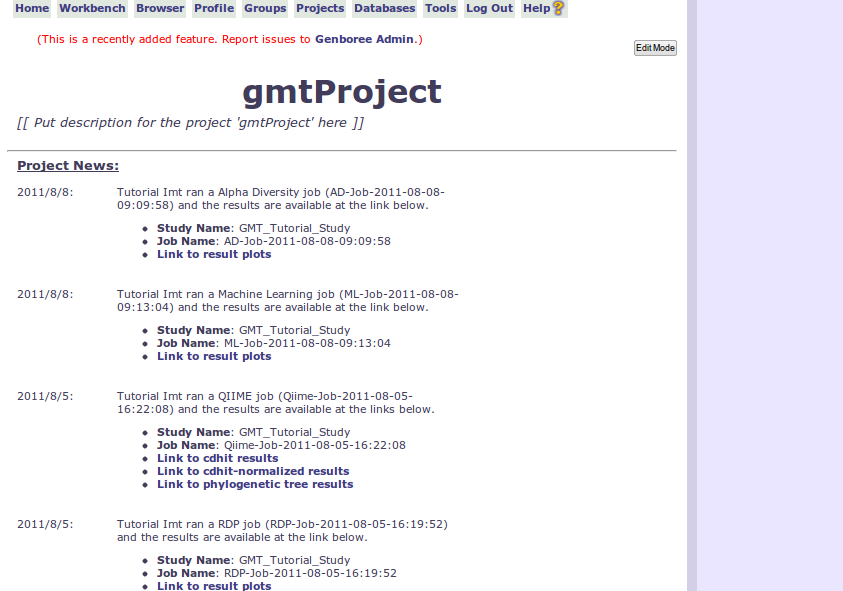 Home Workbench Browser Profile Groups Projects Databases Tools Log Out Help
(This is a recently added feature. Report issues to Genboree Admin.)
Edit Mode
gmtProject
[[ Put description for the project 'gmtProject' here ]]
Project News:
2011/8/8: Tutorial Imt ran a Alpha Diversity job (AD-Job-2011-08-08-
09:09:58) and the results are available at the link below.
Study Name: GMT_Tutorial_Study
Job Name: AD-Job-2011-08-08-09:09:58
Link to result plots
2011/8/8: Tutorial Imt ran a Machine Learning job (ML-Job-2011-08-08-
09:13:04) and the results are available at the link below.
Study Name: GMT_Tutorial_Study
Job Name: ML-Job-2011-08-08-09:13:04
Link to result plots
2011/8/5: Tutorial Imt ran a QIIME job (Qiime-Job-2011-08-05-
16:22:08) and the results are available at the links below.
Study Name: GMT_Tutorial_Study
Job Name: Qiime-Job-2011-08-05-16:22:08
Link to cdhit results
Link to cdhit-normalized results
Link to phylogenetic tree results
2011/8/5: Tutorial Imt ran a RDP job (RDP-Job-2011-08-05-16:19:52)
and the results are available at the link below.
Study Name: GMT_Tutorial_Study
Job Name: RDP-Job-2011-08-05-16:19:52
Link to result plots